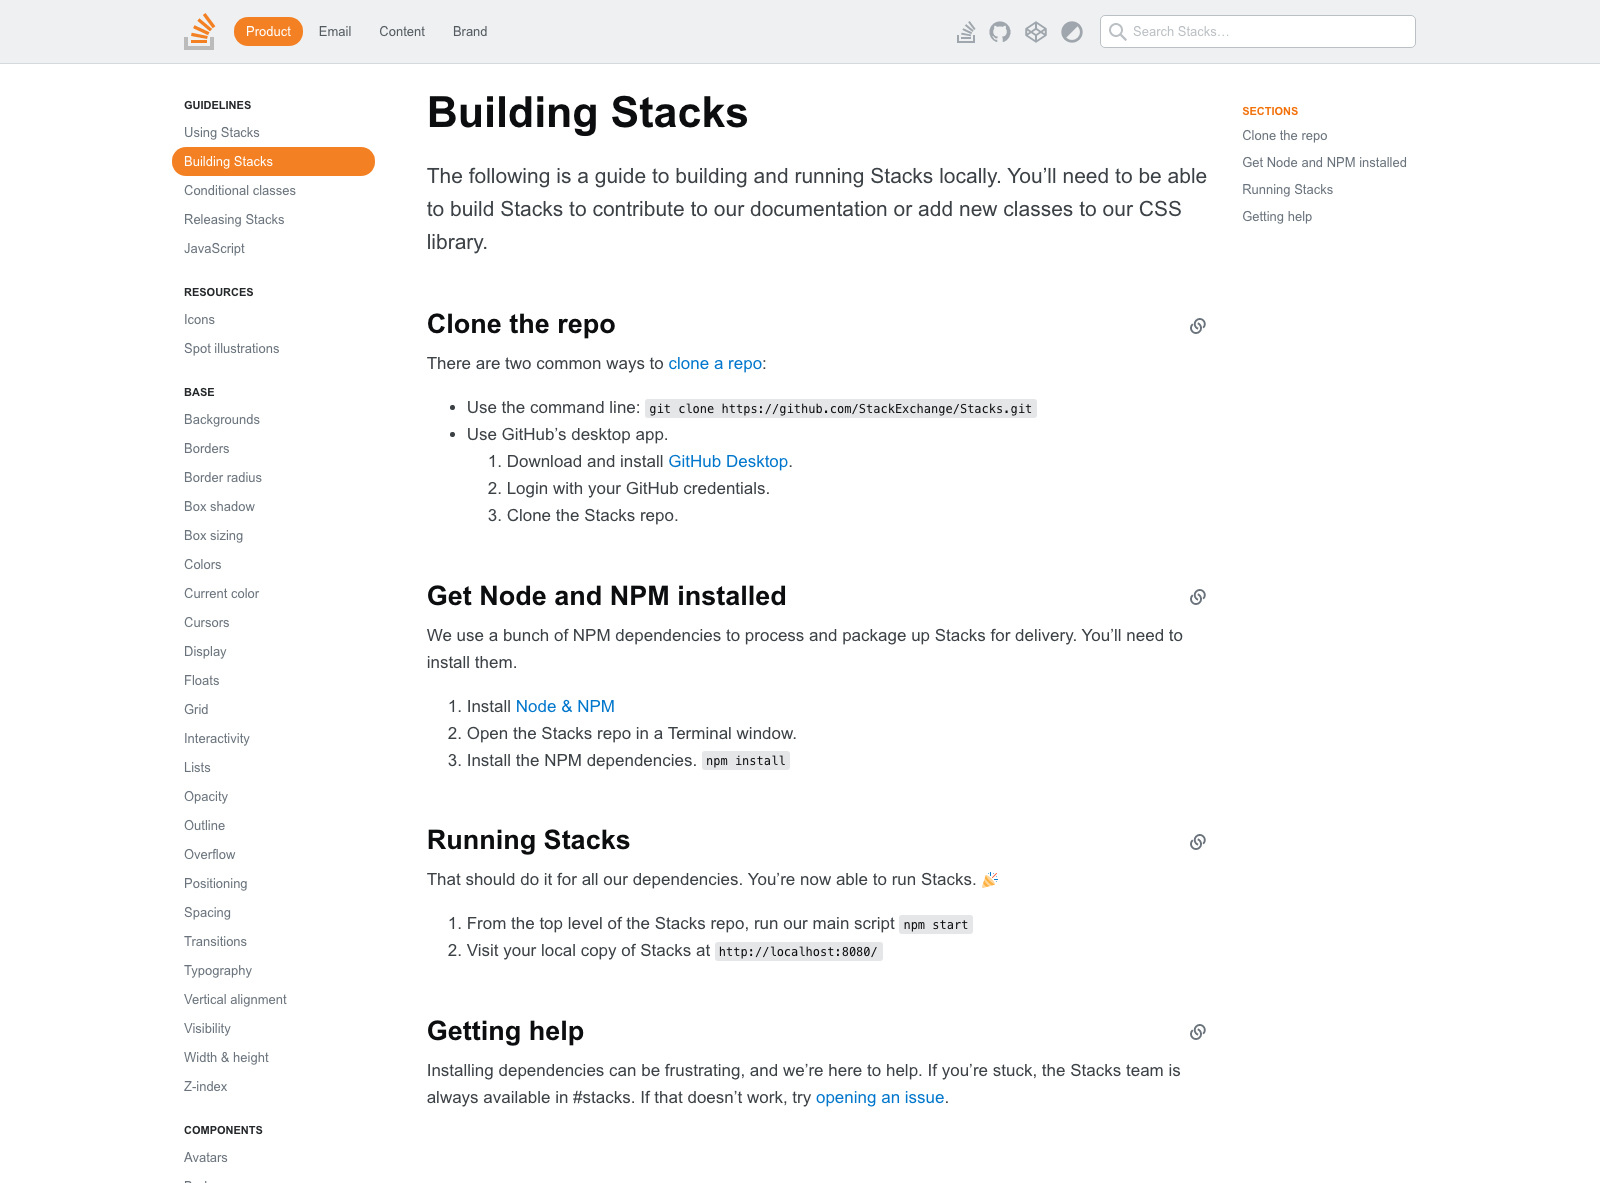 Product Email Content Brand
Search Stacks…
GUIDELINES
Using Stacks
Building Stacks
Conditional classes
Releasing Stacks
JavaScript
RESOURCES
Icons
Spot illustrations
BASE
Backgrounds
Borders
Border radius
Box shadow
Box sizing
Colors
Current color
Cursors
Display
Floats
Grid
Interactivity
Lists
Opacity
Outline
Overflow
Positioning
Spacing
Transitions
Typography
Vertical alignment
Visibility
Width & height
Z-index
COMPONENTS
Avatars
Building Stacks
The following is a guide to building and running Stacks locally. You’ll need to be able
to build Stacks to contribute to our documentation or add new classes to our CSS
library.
Clone the repo
There are two common ways to clone a repo:
• Use the command line: git clone https://github.com/StackExchange/Stacks.git
• Use GitHub’s desktop app.
1. Download and install GitHub Desktop.
2. Login with your GitHub credentials.
3. Clone the Stacks repo.
Get Node and NPM installed
We use a bunch of NPM dependencies to process and package up Stacks for delivery. You’ll need to
install them.
1. Install Node & NPM
2. Open the Stacks repo in a Terminal window.
3. Install the NPM dependencies. npm install
Running Stacks
That should do it for all our dependencies. You’re now able to run Stacks. 🎉
1. From the top level of the Stacks repo, run our main script npm start
2. Visit your local copy of Stacks at http://localhost:8080/
Getting help
Installing dependencies can be frustrating, and we’re here to help. If you’re stuck, the Stacks team is
always available in #stacks. If that doesn’t work, try opening an issue.
SECTIONS
Clone the repo
Get Node and NPM installed
Running Stacks
Getting help